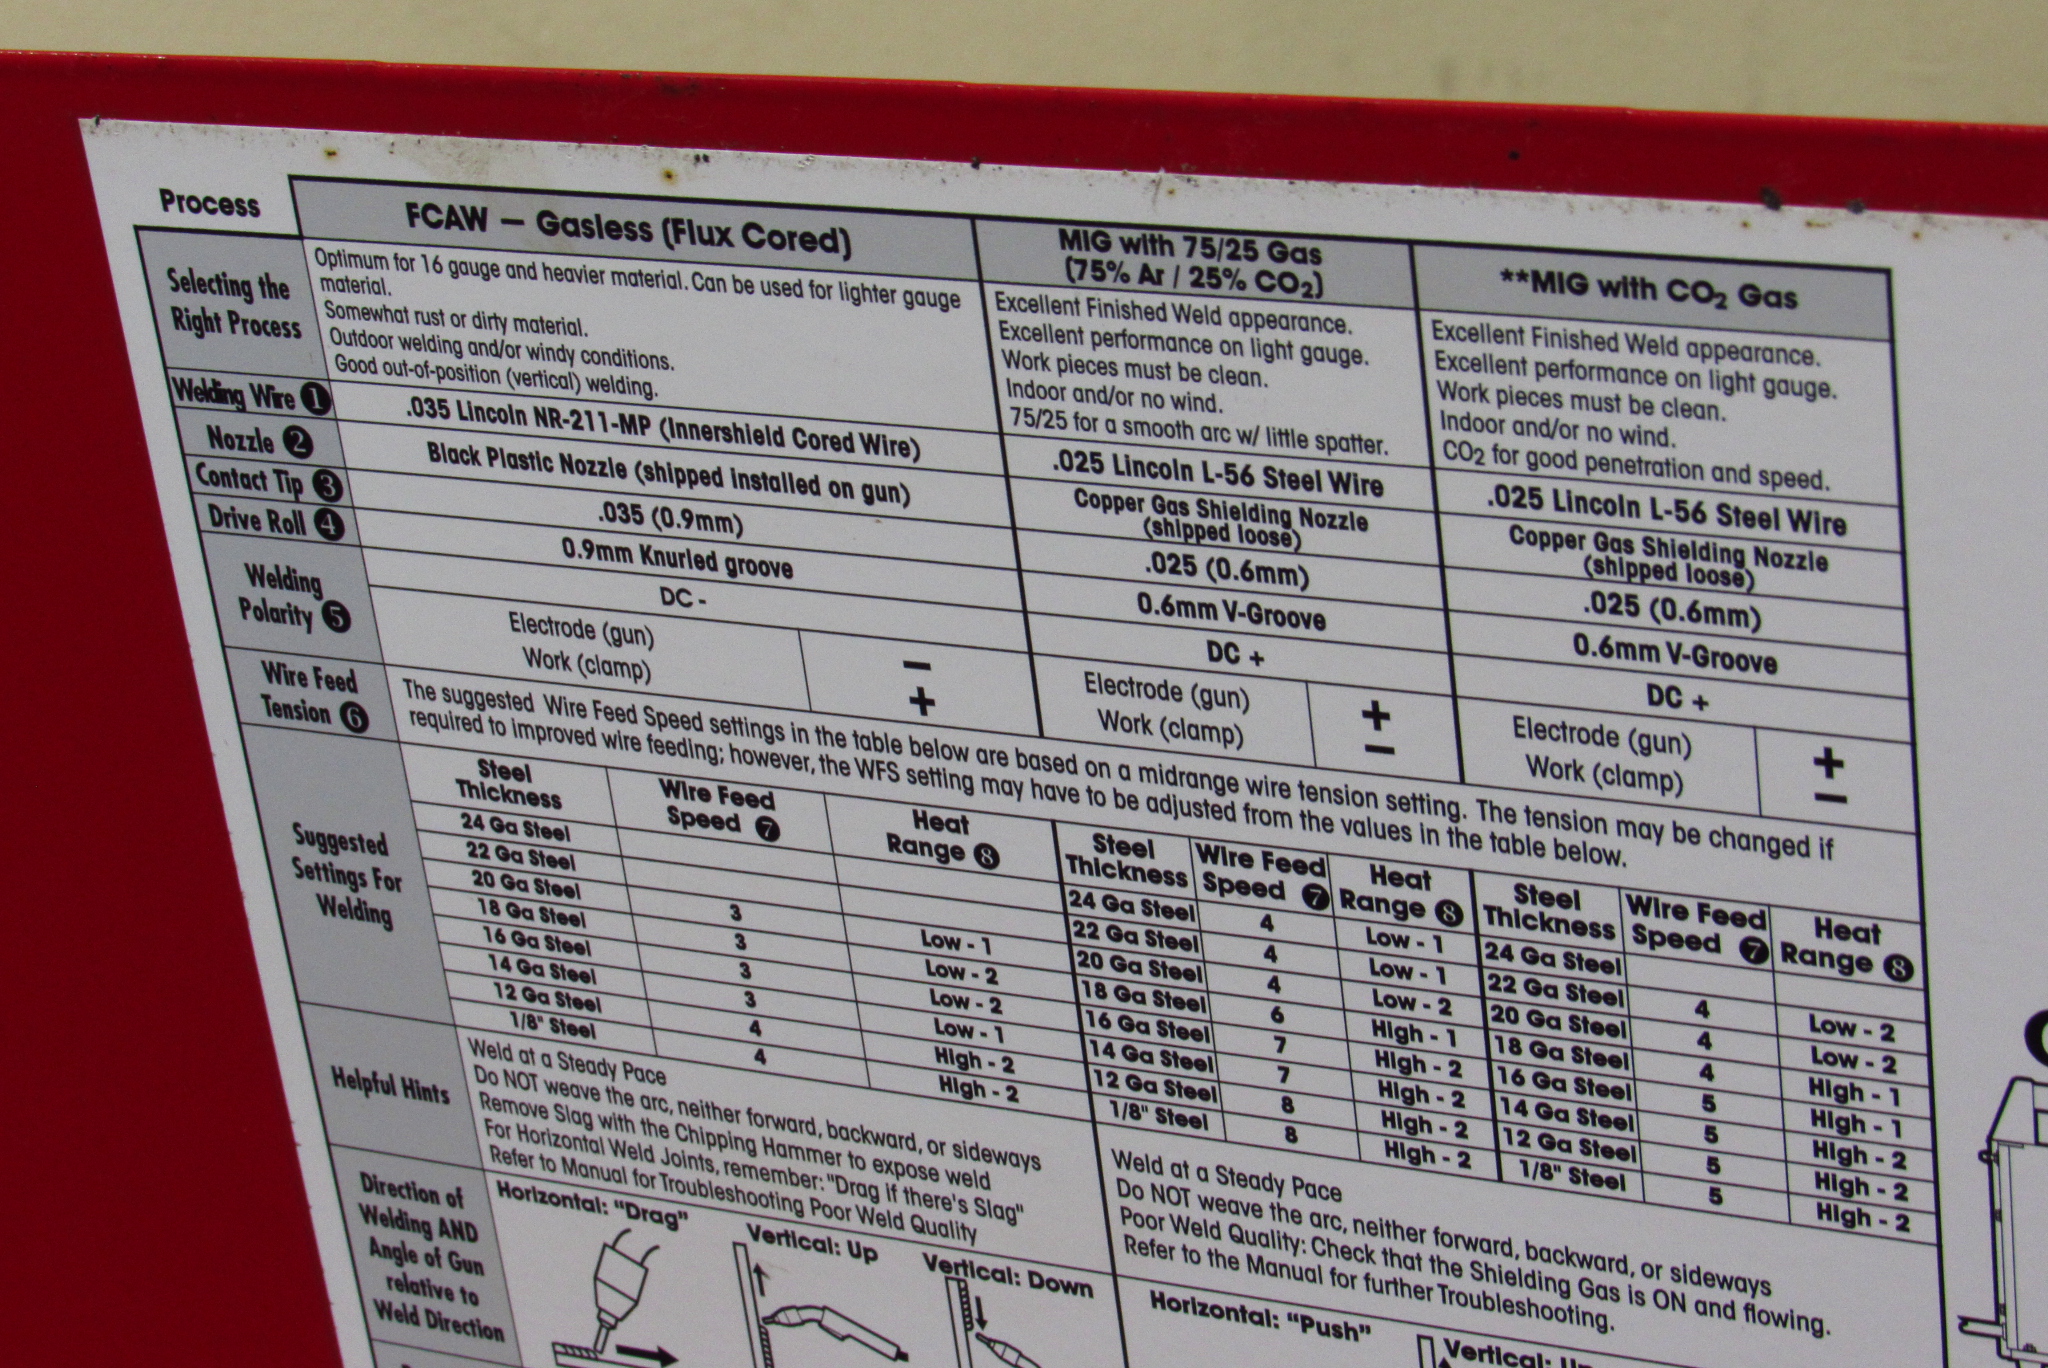 Process
FCAW – Gasless (Flux Cored)
MIG with 75/25 Gas
(75% Ar / 25% CO2)
**MIG with CO2 Gas
Selecting the
Right Process
Optimum for 16 gauge and heavier material. Can be used for lighter gauge
material.
Somewhat rust or dirty material.
Outdoor welding and/or windy conditions.
Good out-of-position (vertical) welding.
Excellent Finished Weld appearance.
Excellent performance on light gauge.
Work pieces must be clean.
Indoor and/or no wind.
75/25 for a smooth arc w/ little spatter.
Excellent Finished Weld appearance.
Excellent performance on light gauge.
Work pieces must be clean.
Indoor and/or no wind.
CO2 for good penetration and speed.
Welding Wire 1
.035 Lincoln NR-211-MP (Innershield Cored Wire)
.025 Lincoln L-56 Steel Wire
.025 Lincoln L-56 Steel Wire
Nozzle 2
Black Plastic Nozzle (shipped installed on gun)
Copper Gas Shielding Nozzle
(shipped loose)
Copper Gas Shielding Nozzle
(shipped loose)
Contact Tip 3
.035 (0.9mm)
.025 (0.6mm)
.025 (0.6mm)
Drive Roll 4
0.9mm Knurled groove
0.6mm V-Groove
0.6mm V-Groove
Welding
Polarity 5
DC -
Electrode (gun) –
Work (clamp) +
DC +
Electrode (gun) +
Work (clamp) –
DC +
Electrode (gun) +
Work (clamp) –
Wire Feed
Tension 6
The suggested Wire Feed Speed settings in the table below are based on a midrange wire tension setting. The tension may be changed if
required to improved wire feeding; however, the WFS setting may have to be adjusted from the values in the table below.
Suggested
Settings For
Welding
Steel
Thickness
Wire Feed
Speed 7
Heat
Range 8
24 Ga Steel
22 Ga Steel
20 Ga Steel 3 Low - 1
18 Ga Steel 3 Low - 2
16 Ga Steel 3 Low - 2
14 Ga Steel 3 Low - 1
12 Ga Steel 4 High - 2
1/8" Steel 4 High - 2
Steel
Thickness
Wire Feed
Speed 7
Heat
Range 8
24 Ga Steel 4 Low - 1
22 Ga Steel 4 Low - 1
20 Ga Steel 4 Low - 2
18 Ga Steel 6 High - 1
16 Ga Steel 7 High - 2
14 Ga Steel 7 High - 2
12 Ga Steel 8 High - 2
1/8" Steel 8 High - 2
Steel
Thickness
Wire Feed
Speed 7
Heat
Range 8
24 Ga Steel
22 Ga Steel 4 Low - 2
20 Ga Steel 4 Low - 2
18 Ga Steel 4 High - 1
16 Ga Steel 5 High - 1
14 Ga Steel 5 High - 2
12 Ga Steel 5 High - 2
1/8" Steel 5 High - 2
Helpful Hints
Weld at a Steady Pace
Do NOT weave the arc, neither forward, backward, or sideways
Remove Slag with the Chipping Hammer to expose weld
For Horizontal Weld Joints, remember: "Drag if there's Slag"
Refer to Manual for Troubleshooting Poor Weld Quality
Weld at a Steady Pace
Do NOT weave the arc, neither forward, backward, or sideways
Poor Weld Quality: Check that the Shielding Gas is ON and flowing.
Refer to the Manual for further Troubleshooting.
Direction of
Welding AND
Angle of Gun
relative to
Weld Direction
Horizontal: "Drag"
Vertical: Up
Vertical: Down
Horizontal: "Push"
Vertical: